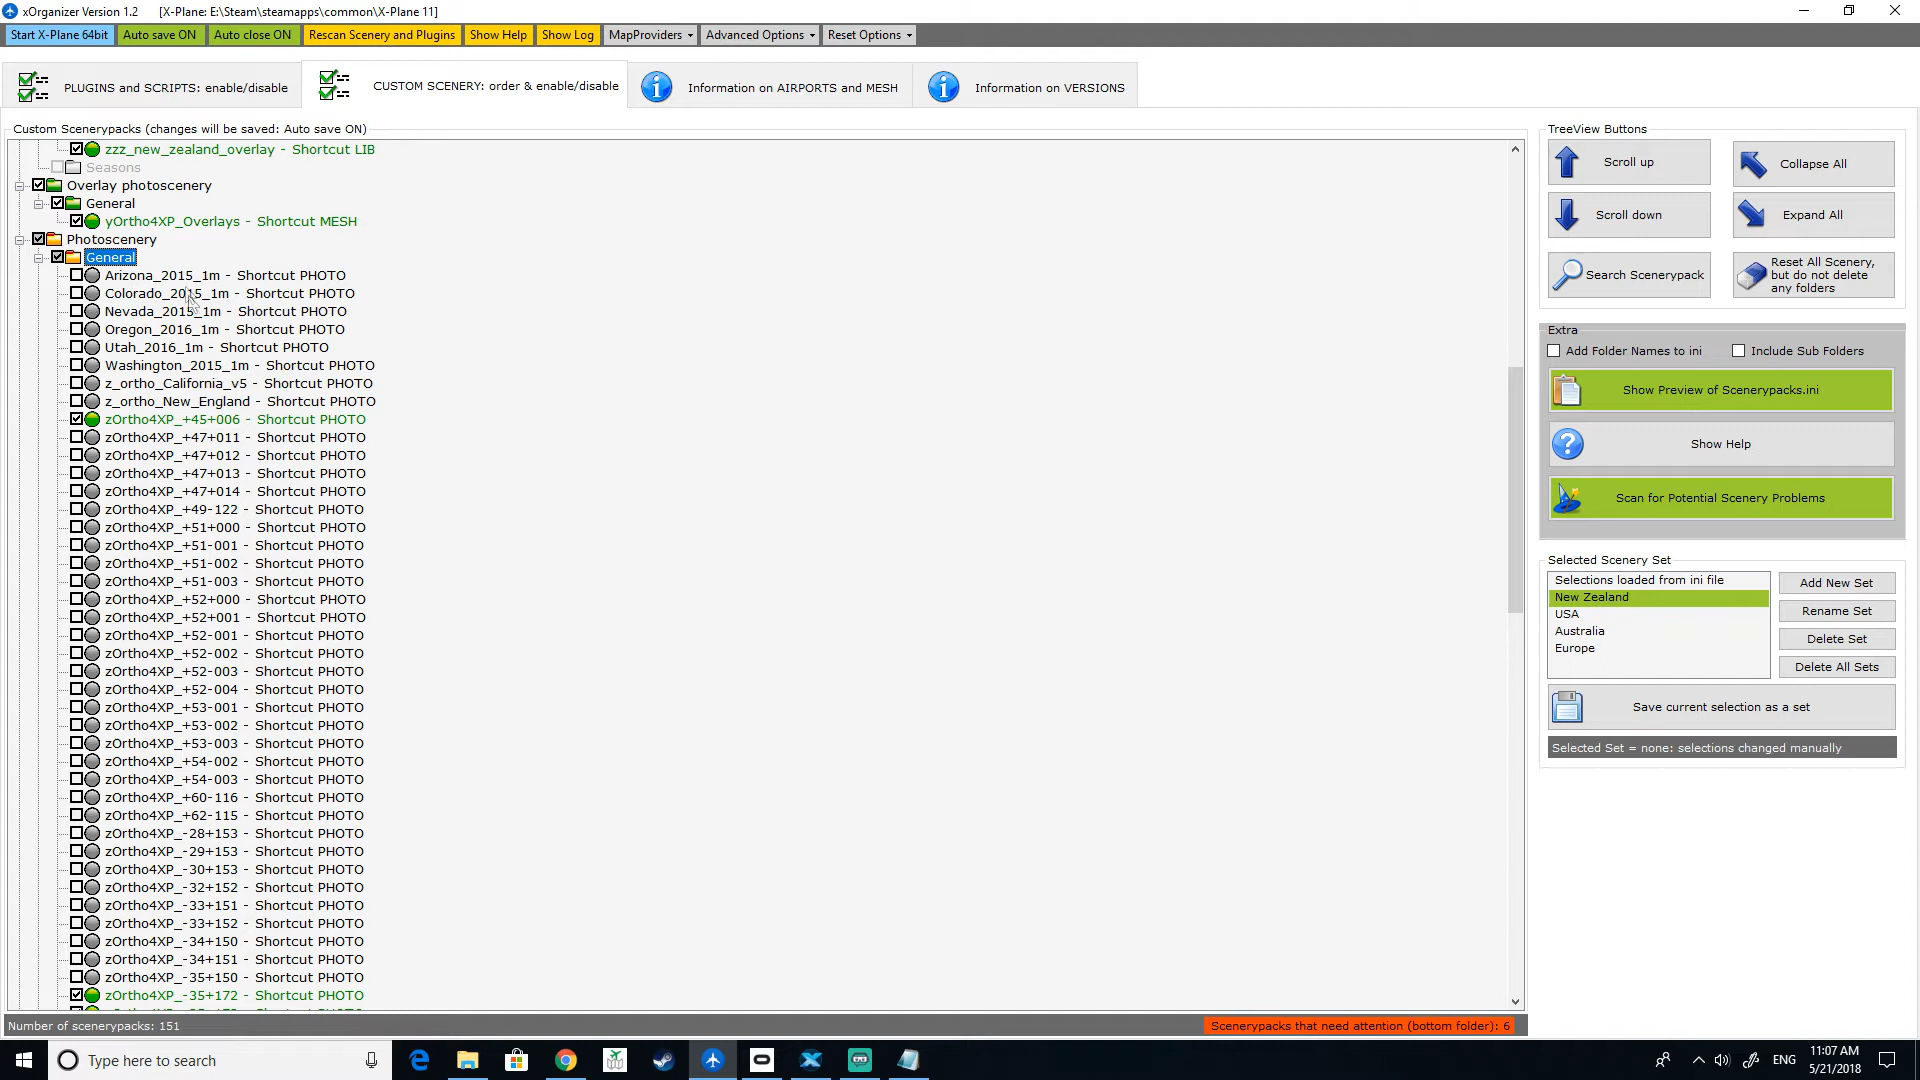 xOrganizer Version 1.2 [X-Plane: E:\Steam\steamapps\common\X-Plane 11]
Start X-Plane 64bit Auto save ON Auto close ON Rescan Scenery and Plugins Show Help Show Log MapProviders Advanced Options Reset Options
PLUGINS and SCRIPTS: enable/disable CUSTOM SCENERY: order & enable/disable Information on AIRPORTS and MESH Information on VERSIONS
Custom Scenerypacks (changes will be saved: Auto save ON)
zzz_new_zealand_overlay - Shortcut LIB
Seasons
Overlay photoscenery
General
yOrtho4XP_Overlays - Shortcut MESH
Photoscenery
General
Arizona_2015_1m - Shortcut PHOTO
Colorado_2015_1m - Shortcut PHOTO
Nevada_2015_1m - Shortcut PHOTO
Oregon_2016_1m - Shortcut PHOTO
Utah_2016_1m - Shortcut PHOTO
Washington_2015_1m - Shortcut PHOTO
z_ortho_California_v5 - Shortcut PHOTO
z_ortho_New_England - Shortcut PHOTO
zOrtho4XP_+45+006 - Shortcut PHOTO
zOrtho4XP_+47+011 - Shortcut PHOTO
zOrtho4XP_+47+012 - Shortcut PHOTO
zOrtho4XP_+47+013 - Shortcut PHOTO
zOrtho4XP_+47+014 - Shortcut PHOTO
zOrtho4XP_+49-122 - Shortcut PHOTO
zOrtho4XP_+51+000 - Shortcut PHOTO
zOrtho4XP_+51-001 - Shortcut PHOTO
zOrtho4XP_+51-002 - Shortcut PHOTO
zOrtho4XP_+51-003 - Shortcut PHOTO
zOrtho4XP_+52+000 - Shortcut PHOTO
zOrtho4XP_+52+001 - Shortcut PHOTO
zOrtho4XP_+52-001 - Shortcut PHOTO
zOrtho4XP_+52-002 - Shortcut PHOTO
zOrtho4XP_+52-003 - Shortcut PHOTO
zOrtho4XP_+52-004 - Shortcut PHOTO
zOrtho4XP_+53-001 - Shortcut PHOTO
zOrtho4XP_+53-002 - Shortcut PHOTO
zOrtho4XP_+53-003 - Shortcut PHOTO
zOrtho4XP_+54-002 - Shortcut PHOTO
zOrtho4XP_+54-003 - Shortcut PHOTO
zOrtho4XP_+60-116 - Shortcut PHOTO
zOrtho4XP_+62-115 - Shortcut PHOTO
zOrtho4XP_-28+153 - Shortcut PHOTO
zOrtho4XP_-29+153 - Shortcut PHOTO
zOrtho4XP_-30+153 - Shortcut PHOTO
zOrtho4XP_-32+152 - Shortcut PHOTO
zOrtho4XP_-33+151 - Shortcut PHOTO
zOrtho4XP_-33+152 - Shortcut PHOTO
zOrtho4XP_-34+150 - Shortcut PHOTO
zOrtho4XP_-34+151 - Shortcut PHOTO
zOrtho4XP_-35+150 - Shortcut PHOTO
zOrtho4XP_-35+172 - Shortcut PHOTO
Number of scenerypacks: 151 Scenerypacks that need attention (bottom folder): 6
TreeView Buttons
Scroll up Collapse All
Scroll down Expand All
Search Scenerypack Reset All Scenery,
but do not delete
any folders
Extra
Add Folder Names to ini Include Sub Folders
Show Preview of Scenerypacks.ini
Show Help
Scan for Potential Scenery Problems
Selected Scenery Set
Selections loaded from ini file Add New Set
New Zealand
USA Rename Set
Australia Delete Set
Europe
Delete All Sets
Save current selection as a set
Selected Set = none: selections changed manually
Type here to search
ENG 11:07 AM
5/21/2018